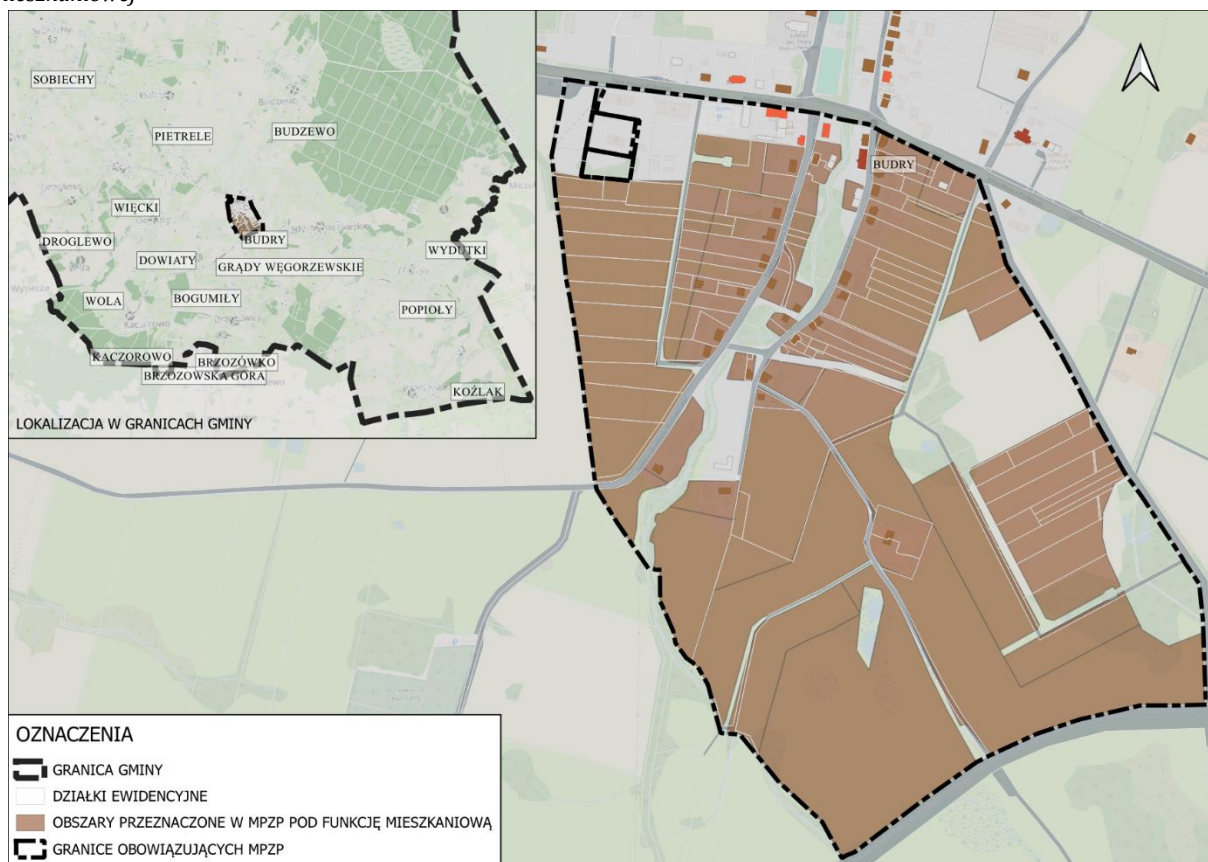 SOBIECHY
PIETRELE
BUDZEWO
WIĘCKI
DROGLEWO
BUDRY
WYDUTKI
DOWIATY
GRĄDY WĘGORZEWSKIE
WOLA
BOGUMIŁY
POPIOŁY
KACZOROWO
BRZOZÓWKO
BRZOZOWSKA GÓRA
KOŹLAK
LOKALIZACJA W GRANICACH GMINY
BUDRY
OZNACZENIA
GRANICA GMINY
DZIAŁKI EWIDENCYJNE
OBSZARY PRZEZNACZONE W MPZP POD FUNKCJĘ MIESZKANIOWĄ
GRANICE OBOWIĄZUJĄCYCH MPZP